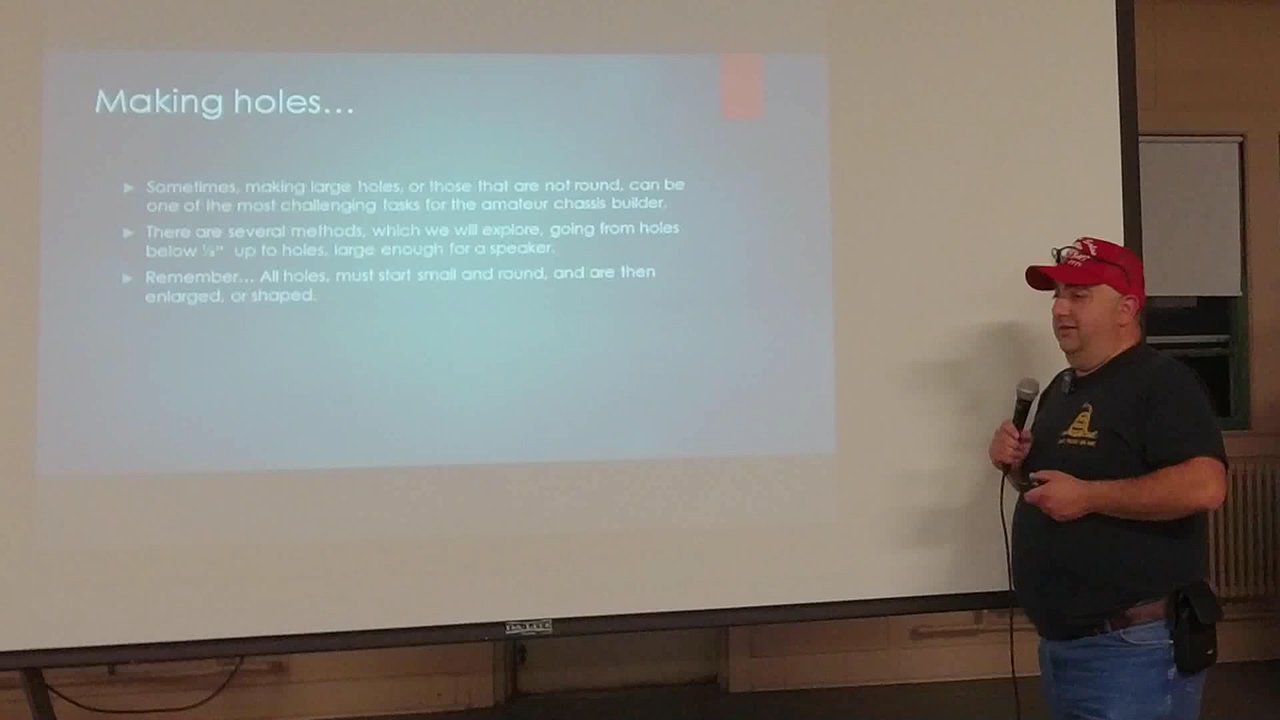 Making holes...
Sometimes, making large holes, or those that are not round, can be
one of the most challenging tasks for the amateur chassis builder.
There are several methods, which we will explore, going from holes
below up to holes, large enough for a speaker.
Remember... All holes, must start small and round, and are then
enlarged, or shaped.
DA-LITE